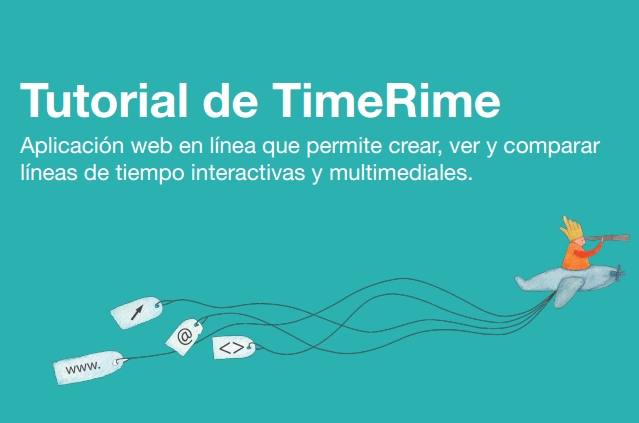 Tutorial de TimeRime
Aplicación web en línea que permite crear, ver y comparar
líneas de tiempo interactivas y multimediales.
@
<>
www.